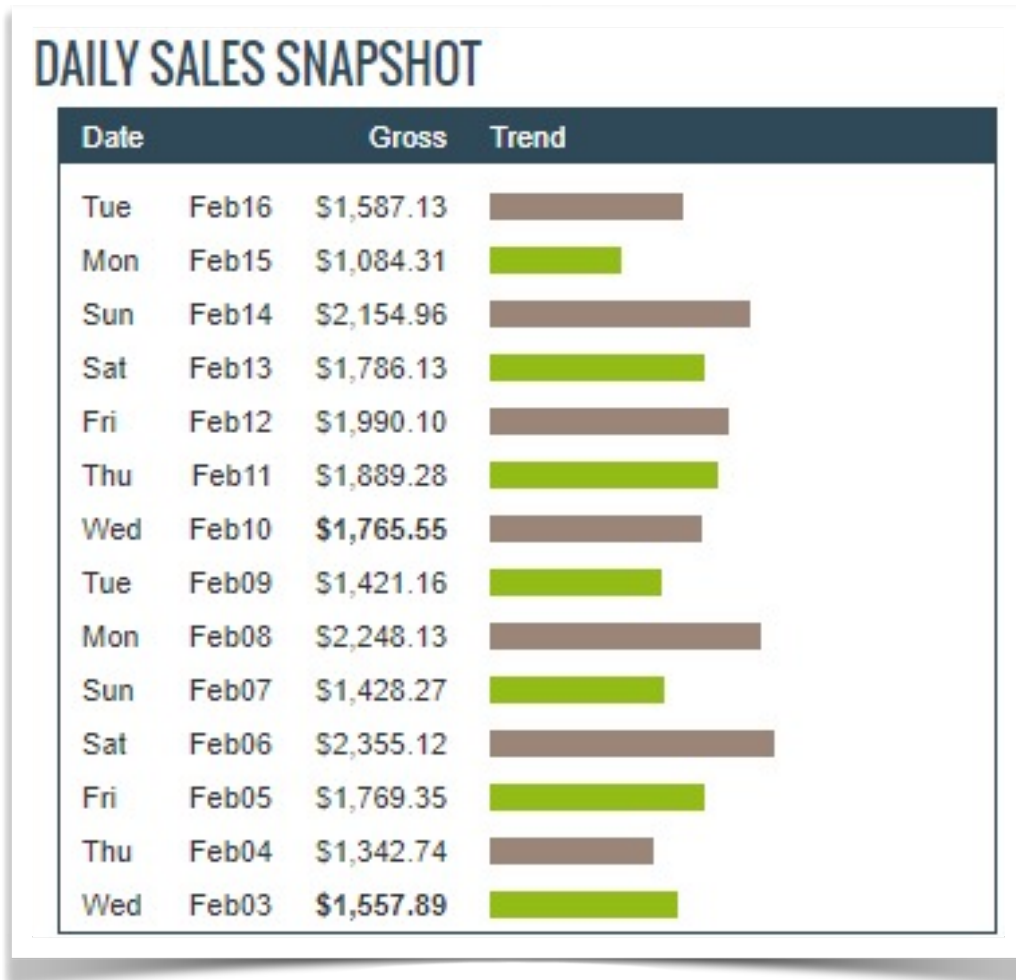 DAILY SALES SNAPSHOT
Date Gross Trend
Tue Feb16 $1,587.13
Mon Feb15 $1,084.31
Sun Feb14 $2,154.96
Sat Feb13 $1,786.13
Fri Feb12 $1,990.10
Thu Feb11 $1,889.28
Wed Feb10 $1,765.55
Tue Feb09 $1,421.16
Mon Feb08 $2,248.13
Sun Feb07 $1,428.27
Sat Feb06 $2,355.12
Fri Feb05 $1,769.35
Thu Feb04 $1,342.74
Wed Feb03 $1,557.89